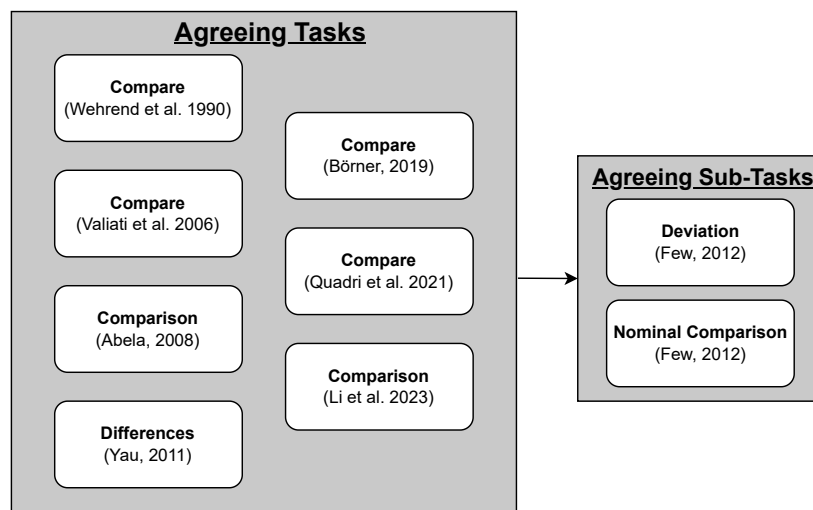 Agreeing Tasks
Compare
(Wehrend et al. 1990)
Compare
(Valiati et al. 2006)
Comparison
(Abela, 2008)
Differences
(Yau, 2011)
Compare
(Börner, 2019)
Compare
(Quadri et al. 2021)
Comparison
(Li et al. 2023)
Agreeing Sub-Tasks
Deviation
(Few, 2012)
Nominal Comparison
(Few, 2012)